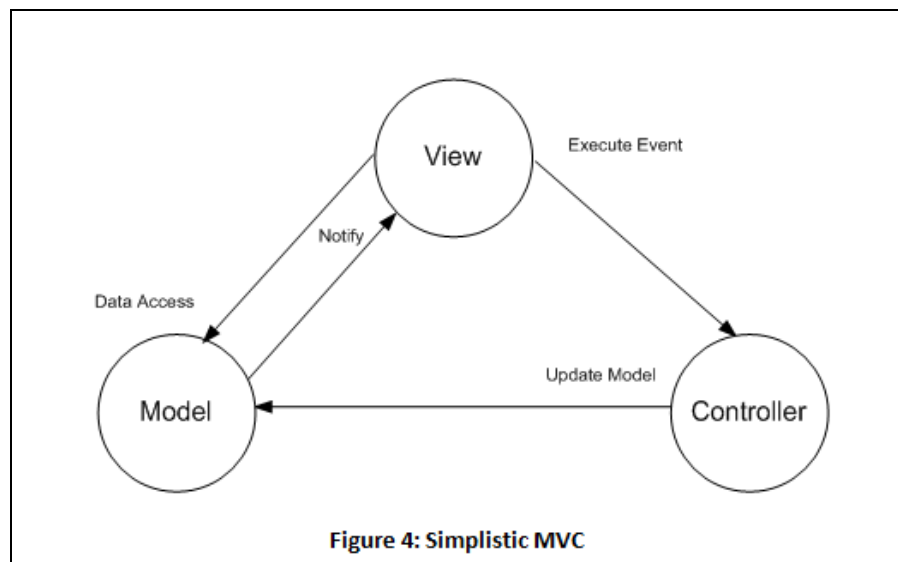 View
Execute Event
Notify
Data Access
Update Model
Model
Controller
Figure 4: Simplistic MVC